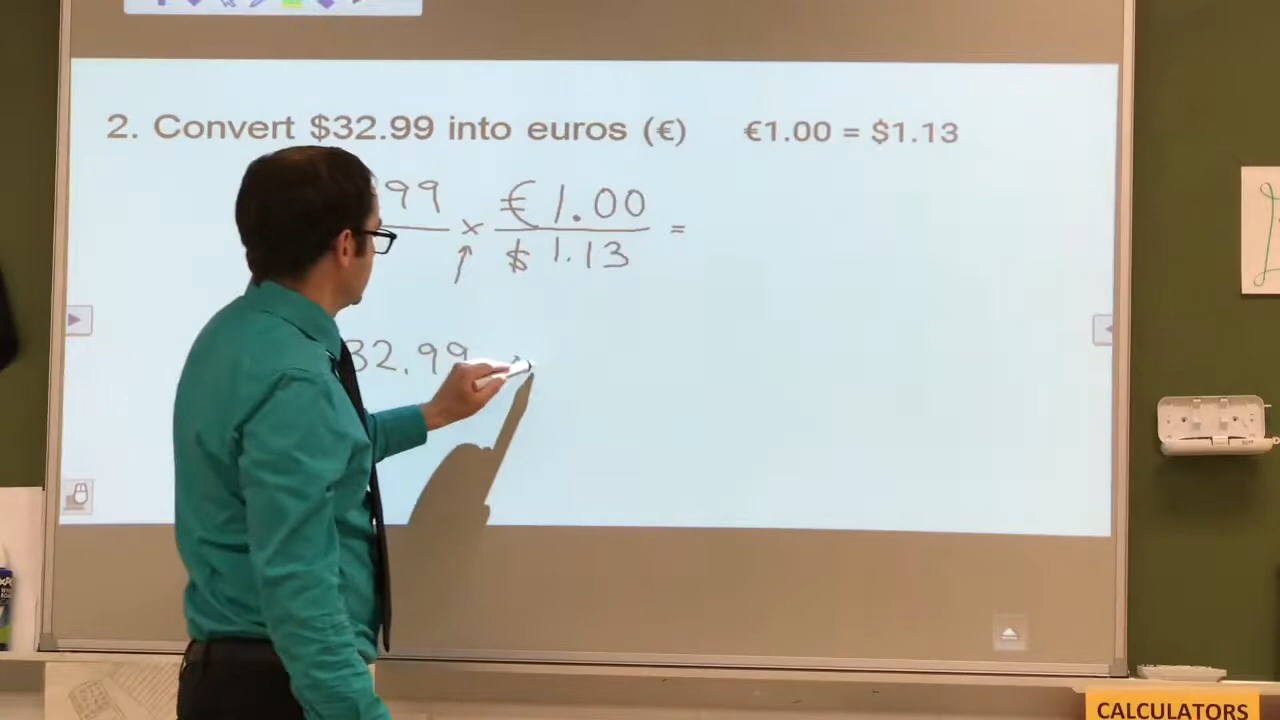 2. Convert $32.99 into euros (€) €1.00 = $1.13
99 × €1.00 =
$1.13
32.99
CALCULATORS